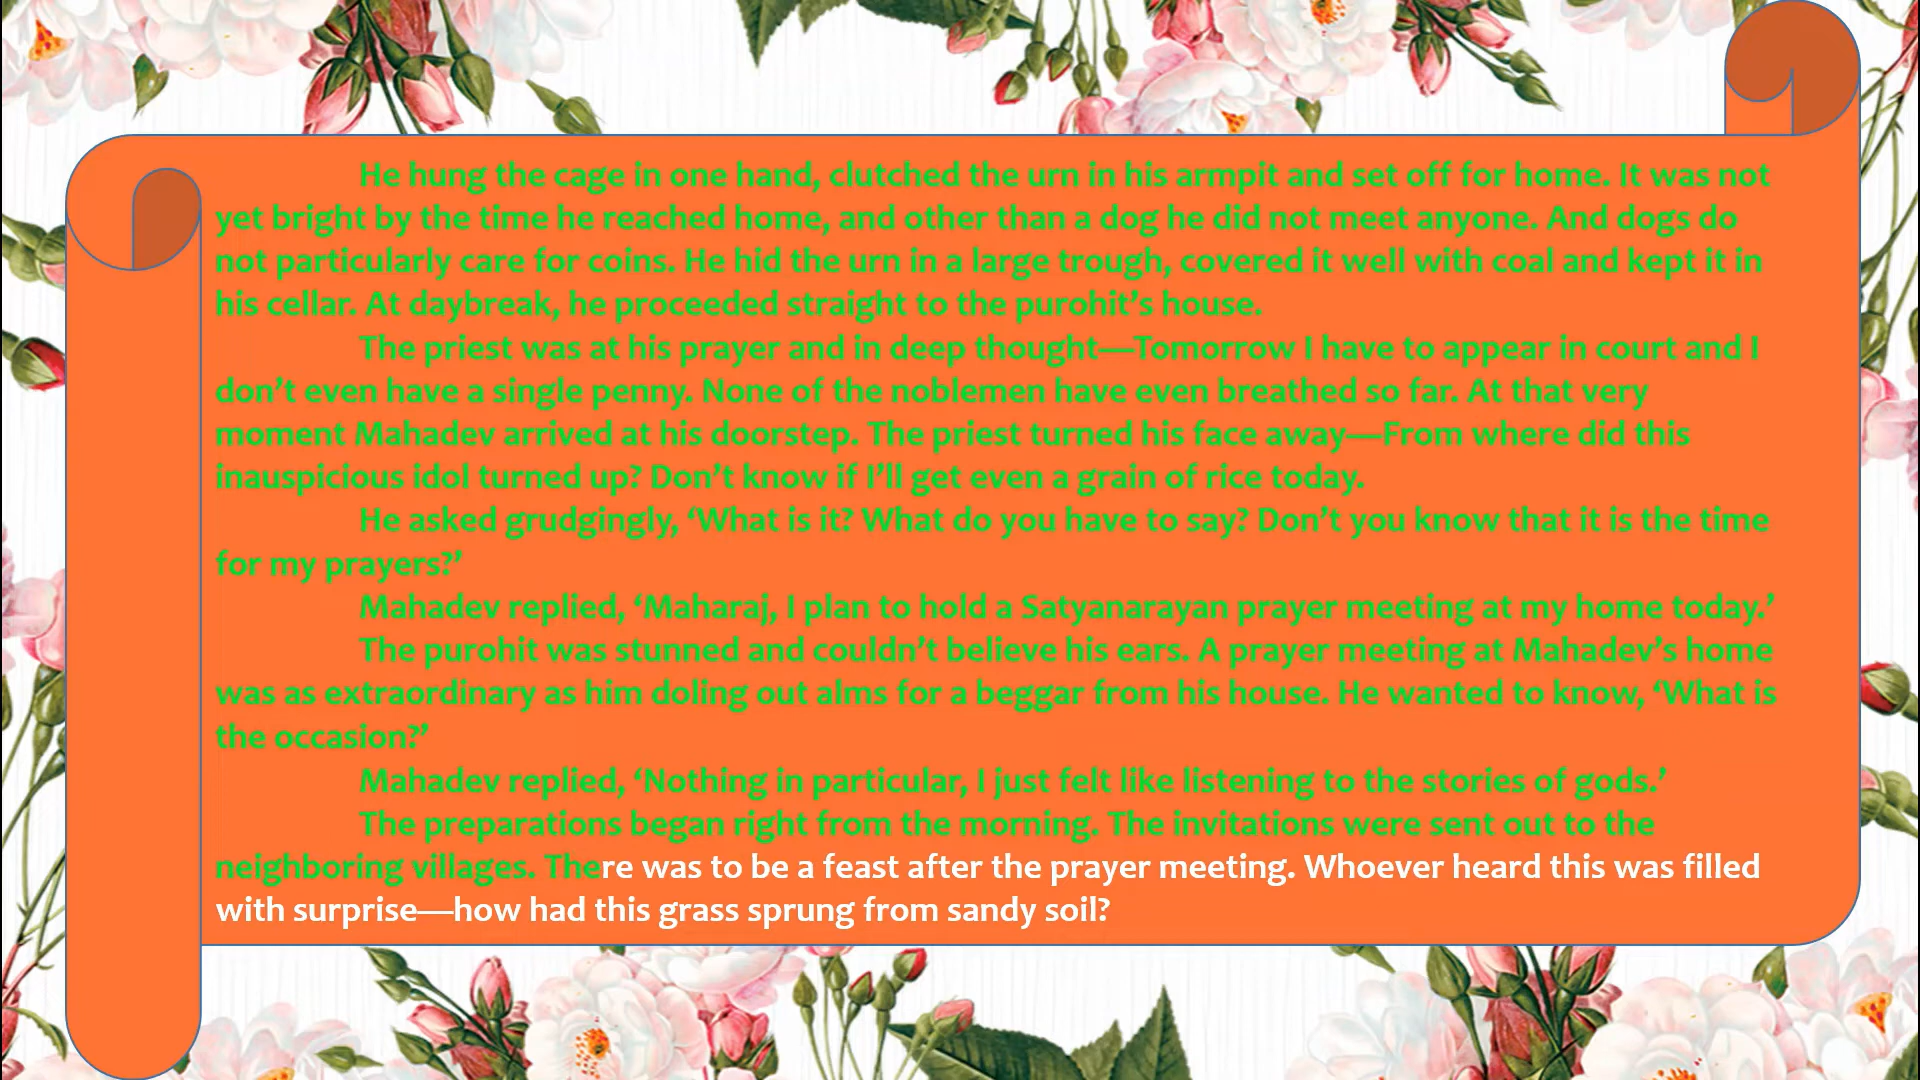 He hung the cage in one hand, clutched the urn in his armpit and set off for home. It was not
yet bright by the time he reached home, and other than a dog he did not meet anyone. And dogs do
not particularly care for coins. He hid the urn in a large trough, covered it well with coal and kept it in
his cellar. At daybreak, he proceeded straight to the purohit’s house.
The priest was at his prayer and in deep thought—Tomorrow I have to appear in court and I
don’t even have a single penny. None of the noblemen have even breathed so far. At that very
moment Mahadev arrived at his doorstep. The priest turned his face away—From where did this
inauspicious idol turned up? Don’t know if I’ll get even a grain of rice today.
He asked grudgingly, ‘What is it? What do you have to say? Don’t you know that it is the time
for my prayers?’
Mahadev replied, ‘Maharaj, I plan to hold a Satyanarayan prayer meeting at my home today.’
The purohit was stunned and couldn’t believe his ears. A prayer meeting at Mahadev’s home
was as extraordinary as him doling out alms for a beggar from his house. He wanted to know, ‘What is
the occasion?’
Mahadev replied, ‘Nothing in particular, I just felt like listening to the stories of gods.’
The preparations began right from the morning. The invitations were sent out to the
neighboring villages. There was to be a feast after the prayer meeting. Whoever heard this was filled
with surprise—how had this grass sprung from sandy soil?